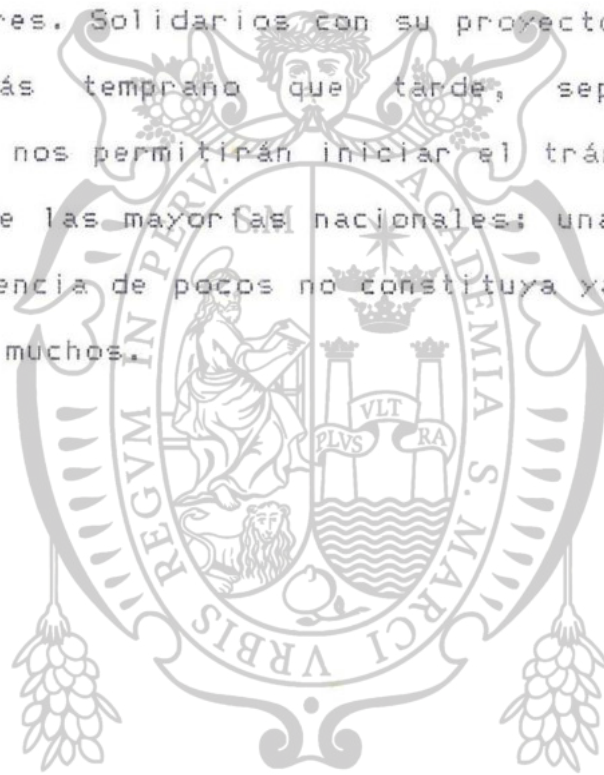 res. Solidarios con su proyecto
ás temprano que tarde, sep
nos permitirán iniciar el trán
e las mayorías nacionales: una
encia de pocos no constituya ya
muchos.
S.M
ACADEMIA S. MARCI VRBIS REGVM IN PERV.
PLVS VLT RA